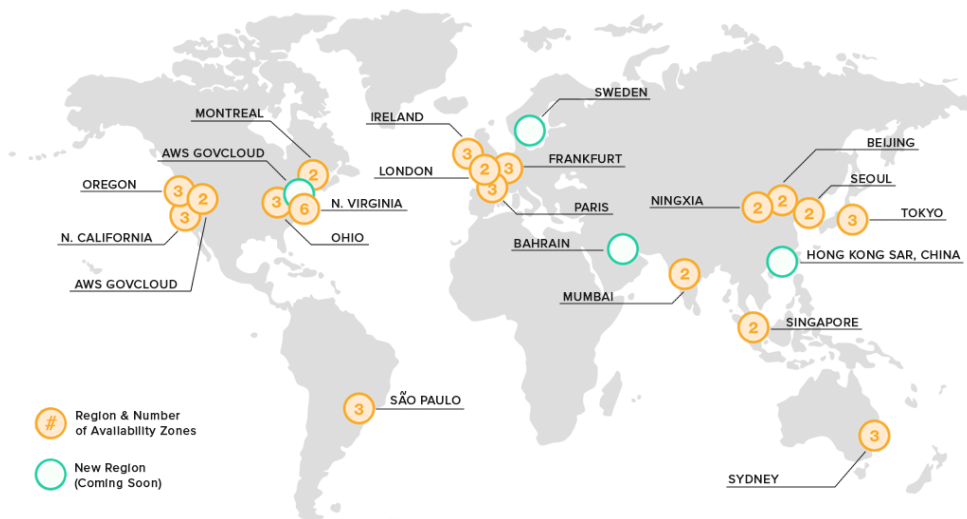 SWEDEN
MONTREAL
IRELAND
BEIJING
AWS GOVCLOUD
3
2
3
FRANKFURT
LONDON
SEOUL
OREGON
3
2
2
3
NINGXIA
2
2
2
TOKYO
3
N. CALIFORNIA
3
3
6
N. VIRGINIA
OHIO
PARIS
BAHRAIN
HONG KONG SAR, CHINA
AWS GOVCLOUD
2
MUMBAI
2
SINGAPORE
3
SÃO PAULO
#
Region & Number
of Availability Zones
3
New Region
(Coming Soon)
SYDNEY